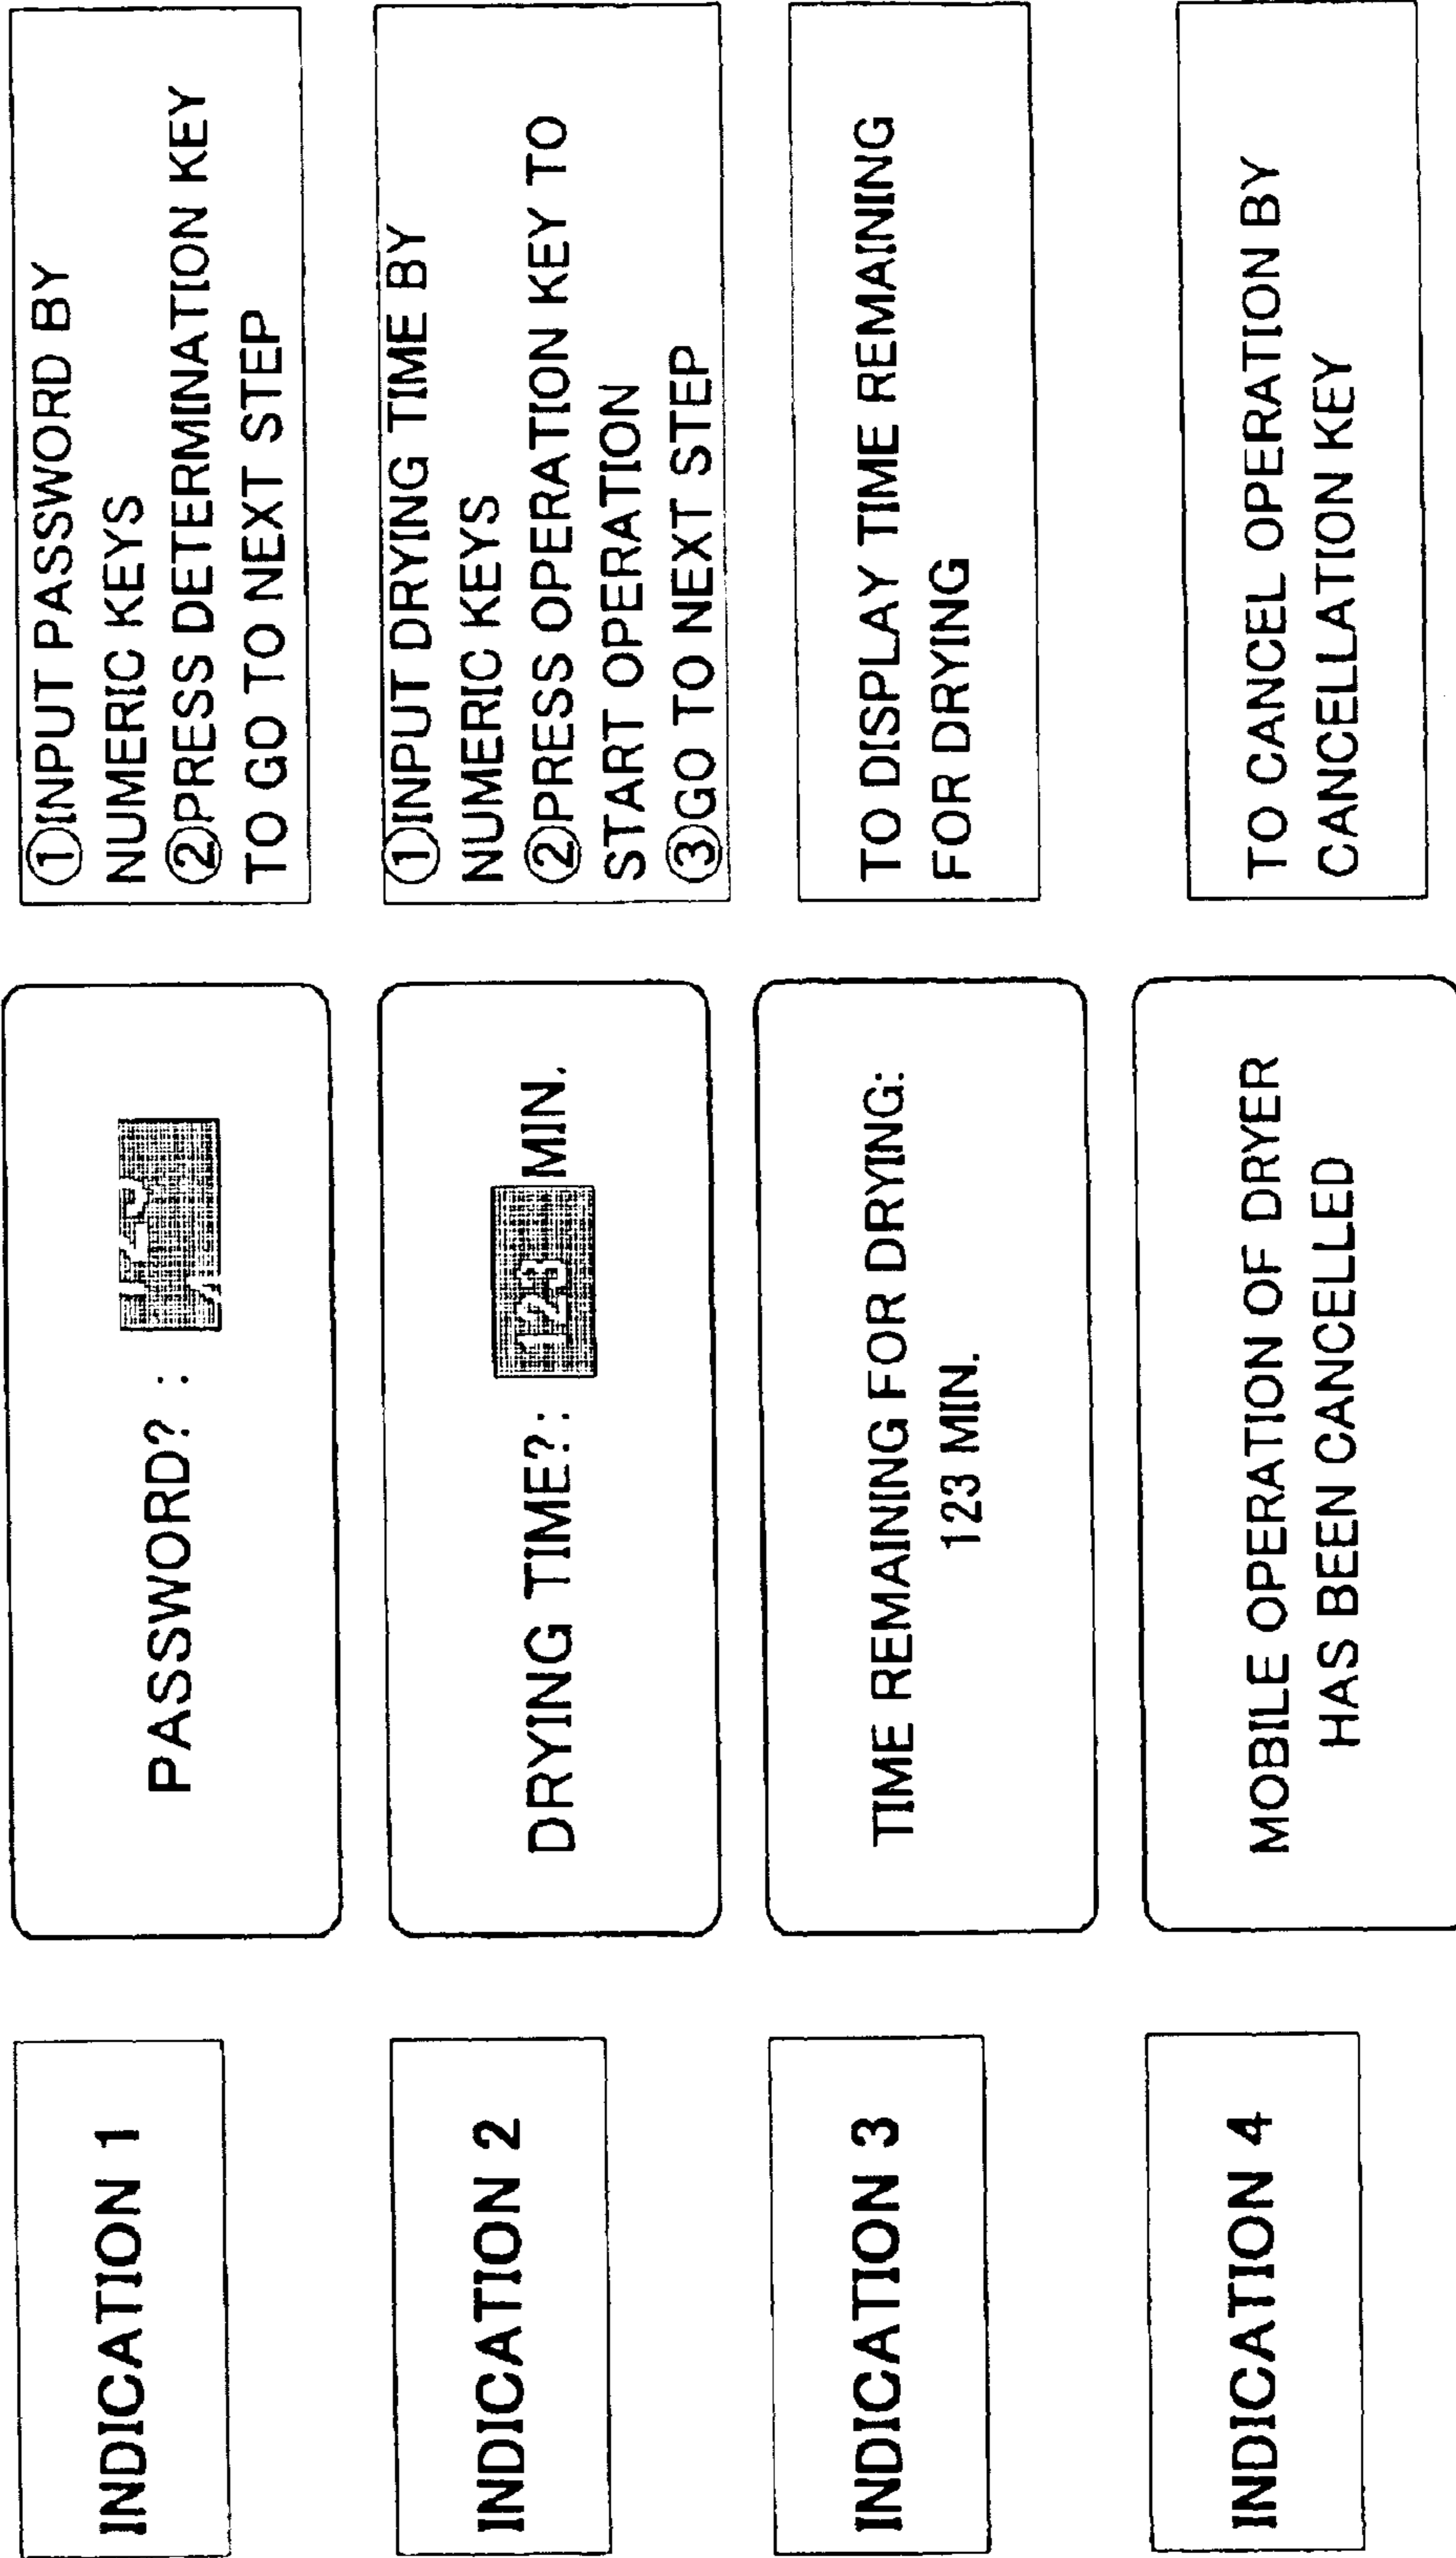 INDICATION 1
PASSWORD? :
①INPUT PASSWORD BY
NUMERIC KEYS
②PRESS DETERMINATION KEY
TO GO TO NEXT STEP
INDICATION 2
DRYING TIME?: 123 MIN.
①INPUT DRYING TIME BY
NUMERIC KEYS
②PRESS OPERATION KEY TO
START OPERATION
③GO TO NEXT STEP
INDICATION 3
TIME REMAINING FOR DRYING:
123 MIN.
TO DISPLAY TIME REMAINING
FOR DRYING
INDICATION 4
MOBILE OPERATION OF DRYER
HAS BEEN CANCELLED
TO CANCEL OPERATION BY
CANCELLATION KEY